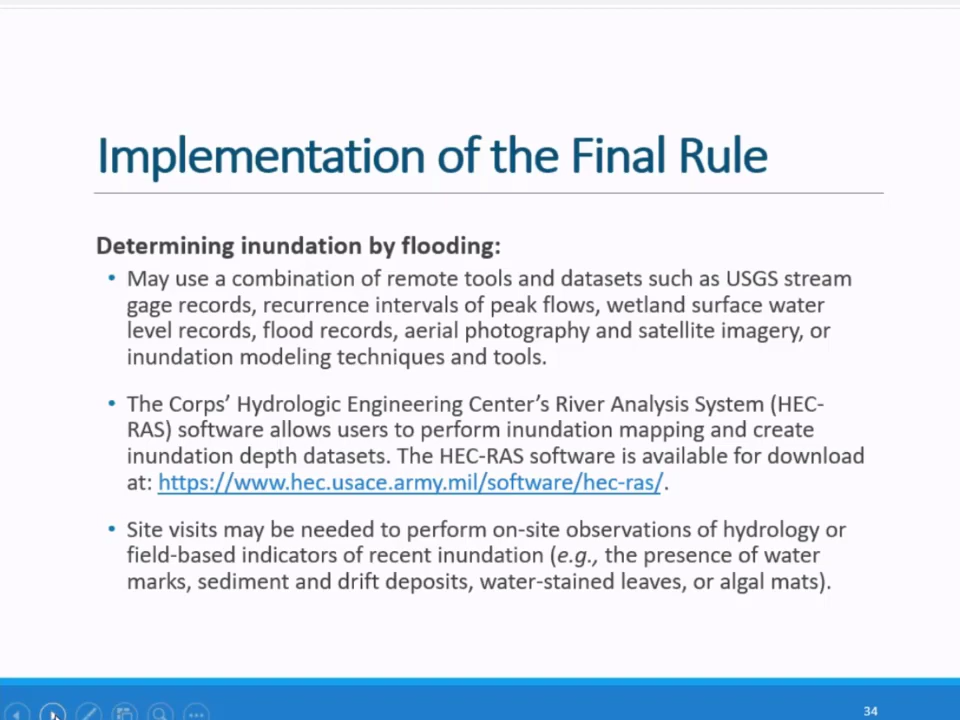 Implementation of the Final Rule
Determining inundation by flooding:
• May use a combination of remote tools and datasets such as USGS stream
gage records, recurrence intervals of peak flows, wetland surface water
level records, flood records, aerial photography and satellite imagery, or
inundation modeling techniques and tools.
• The Corps’ Hydrologic Engineering Center’s River Analysis System (HEC-
RAS) software allows users to perform inundation mapping and create
inundation depth datasets. The HEC-RAS software is available for download
at: https://www.hec.usace.army.mil/software/hec-ras/.
• Site visits may be needed to perform on-site observations of hydrology or
field-based indicators of recent inundation (e.g., the presence of water
marks, sediment and drift deposits, water-stained leaves, or algal mats).
34